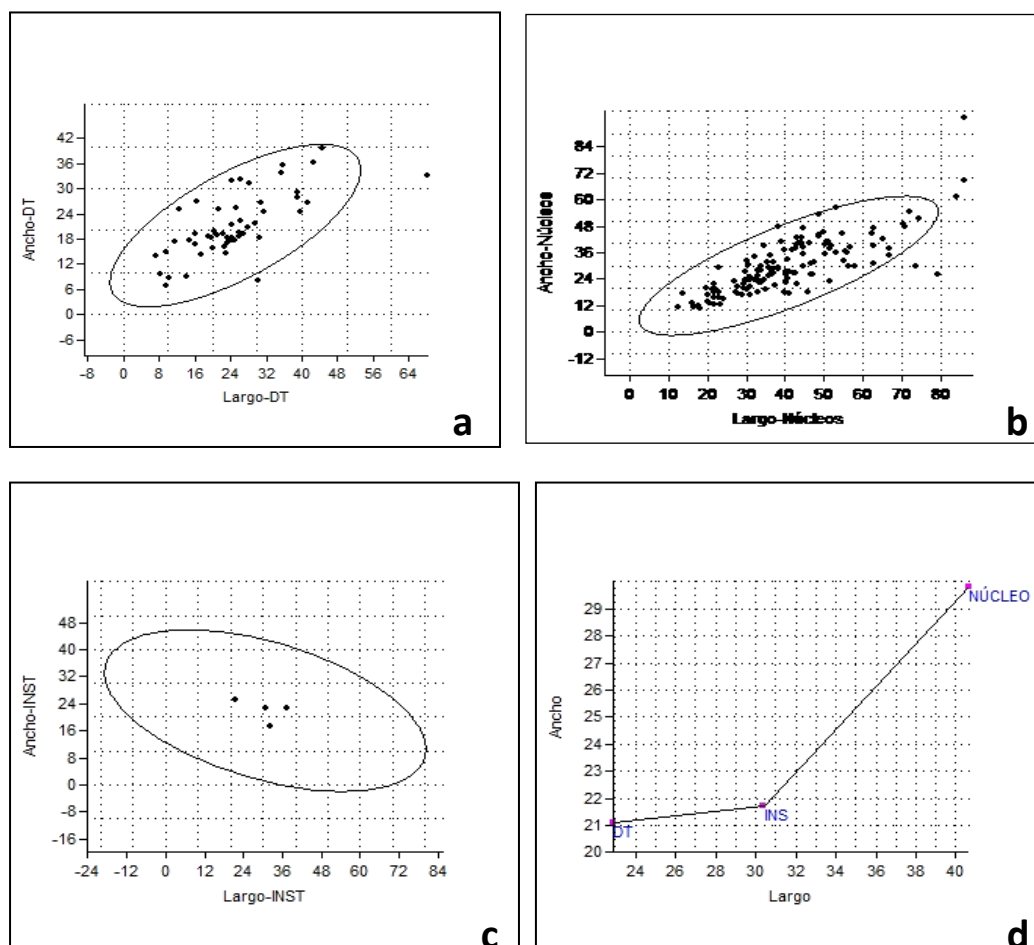 42
36
30
24
18
12
6
0
-6
Ancho-DT
-8 0 8 16 24 32 40 48 56 64
Largo-DT
a
84
72
60
48
36
24
12
0
-12
Ancho-Núcleos
0 10 20 30 40 50 60 70 80
Largo-Núcleos
b
48
40
32
24
16
8
0
-8
-16
Ancho-INST
-24 -12 0 12 24 36 48 60 72 84
Largo-INST
c
29
28
27
26
25
24
23
22
21
20
Ancho
NÚCLEO
INS
DT
24 26 28 30 32 34 36 38 40
Largo
d